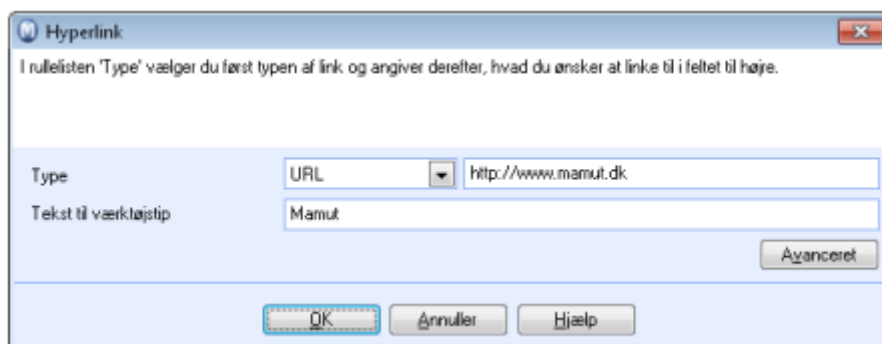 Hyperlink
I rullelisten 'Type' vælger du først typen af link og angiver derefter, hvad du ønsker at linke til i feltet til højre.
Type URL http://www.mamut.dk
Tekst til værktøjstip Mamut
Avanceret
OK Annuller Hjælp